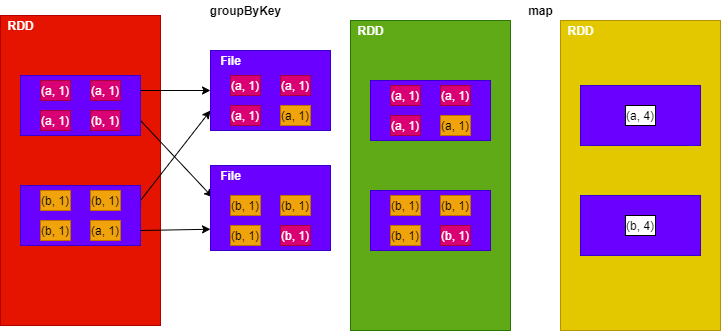 groupByKey
map
RDD
(a, 1) (a, 1)
(a, 1) (b, 1)
(b, 1) (b, 1)
(b, 1) (a, 1)
File
(a, 1) (a, 1)
(a, 1) (a, 1)
File
(b, 1) (b, 1)
(b, 1) (b, 1)
RDD
(a, 1) (a, 1)
(a, 1) (a, 1)
(b, 1) (b, 1)
(b, 1) (b, 1)
RDD
(a, 4)
(b, 4)